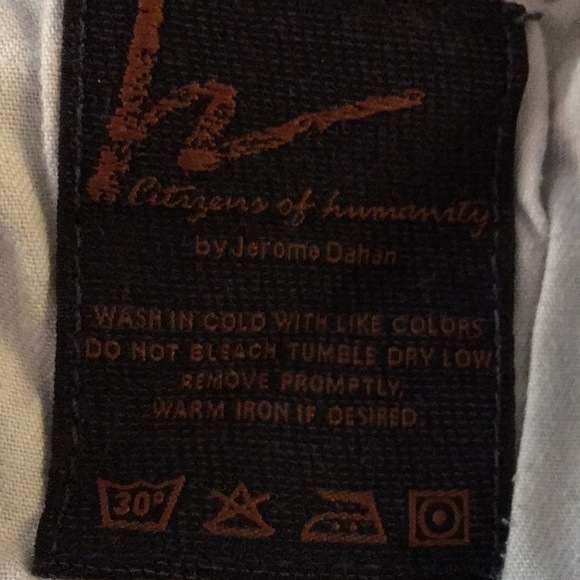 h
Citizens of humanity
by Jerome Dahan
WASH IN COLD WITH LIKE COLORS
DO NOT BLEACH TUMBLE DRY LOW
REMOVE PROMPTLY,
WARM IRON IF DESIRED.
30°